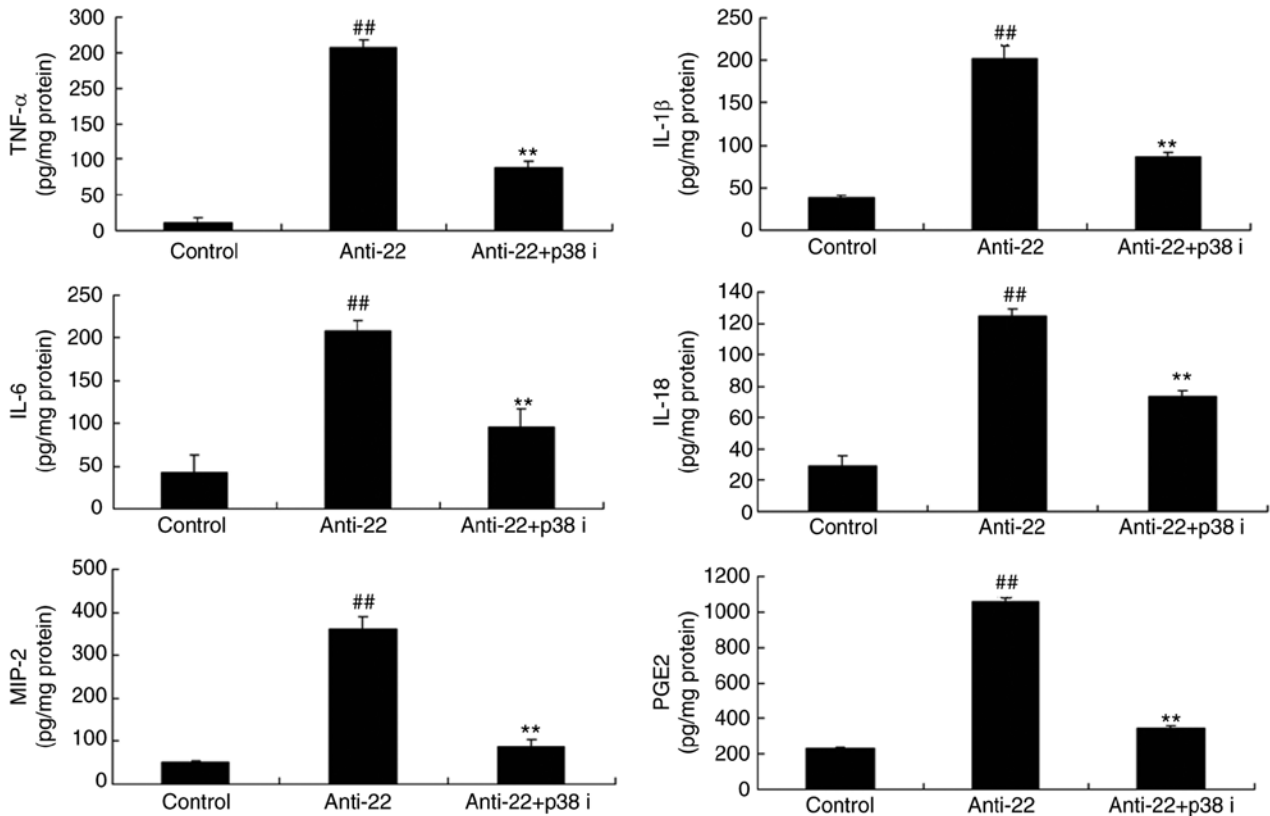 300
200
250
100
50
0
TNF-α
(pg/mg protein)
##
**
Control
Anti-22
Anti-22+p38 i
250
200
150
100
50
0
IL-1β
(pg/mg protein)
##
**
Control
Anti-22
Anti-22+p38 i
250
200
150
100
50
0
IL-6
(pg/mg protein)
##
**
Control
Anti-22
Anti-22+p38 i
140
120
100
80
60
40
20
0
IL-18
(pg/mg protein)
##
**
Control
Anti-22
Anti-22+p38 i
500
400
300
200
100
0
MIP-2
(pg/mg protein)
##
**
Control
Anti-22
Anti-22+p38 i
1200
1000
800
600
400
200
0
PGE2
(pg/mg protein)
##
**
Control
Anti-22
Anti-22+p38 i